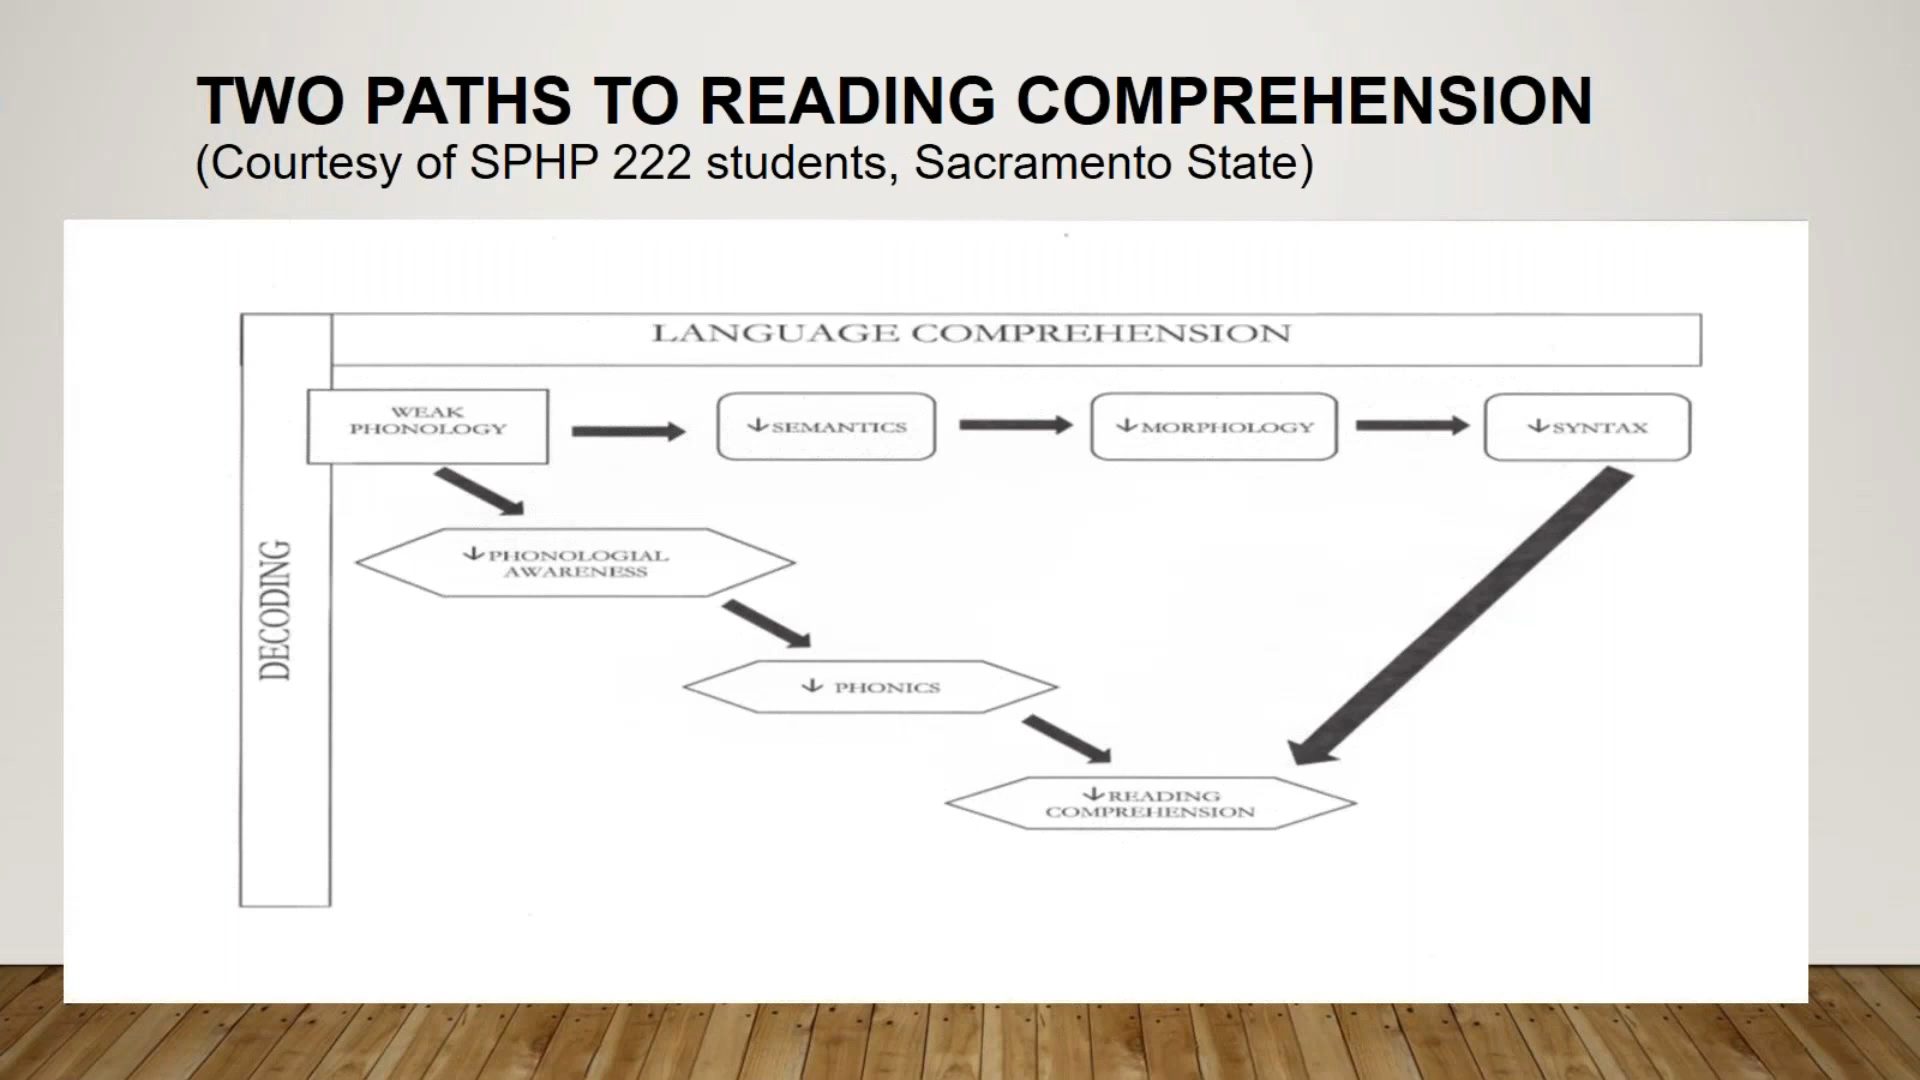 TWO PATHS TO READING COMPREHENSION
(Courtesy of SPHP 222 students, Sacramento State)
LANGUAGE COMPREHENSION
DECODING
WEAK
PHONOLOGY
↓SEMANTICS
↓MORPHOLOGY
↓SYNTAX
↓PHONOLOGIAL
AWARENESS
↓ PHONICS
↓READING
COMPREHENSION